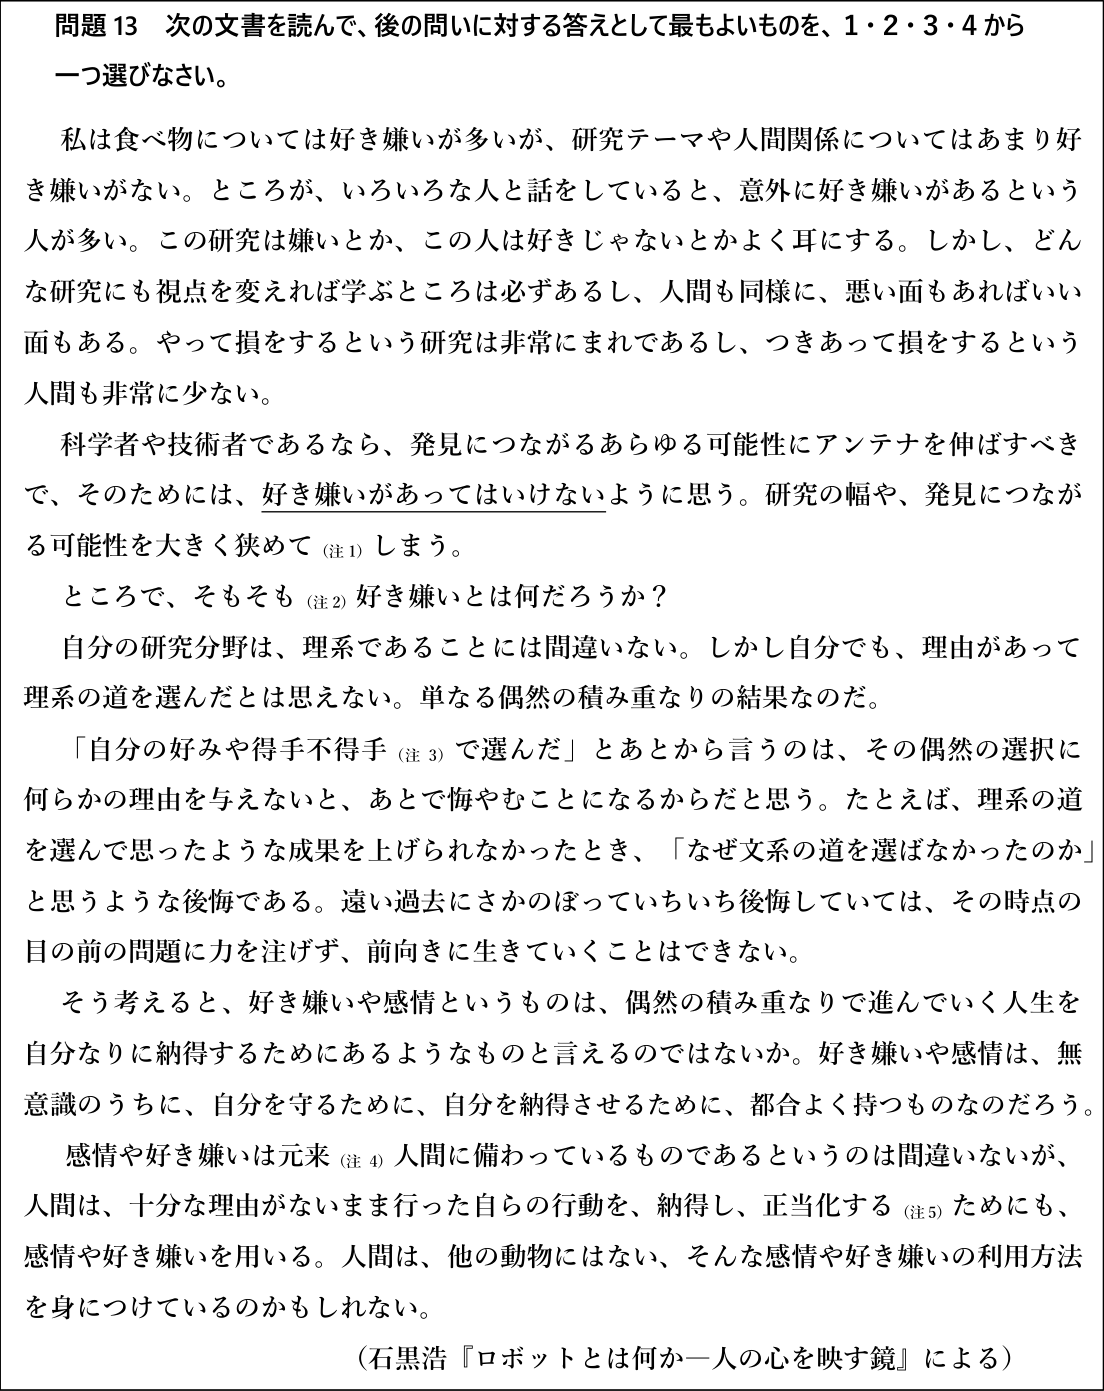 問題 13　次の文書を読んで、後の問いに対する答えとして最もよいものを、1・2・3・4 から
一つ選びなさい。
私は食べ物については好き嫌いが多いが、研究テーマや人間関係についてはあまり好
き嫌いがない。ところが、いろいろな人と話をしていると、意外に好き嫌いがあるという
人が多い。この研究は嫌いとか、この人は好きじゃないとかよく耳にする。しかし、どん
な研究にも視点を変えれば学ぶところは必ずあるし、人間も同様に、悪い面もあればいい
面もある。やって損をするという研究は非常にまれであるし、つきあって損をするという
人間も非常に少ない。
科学者や技術者であるなら、発見につながるあらゆる可能性にアンテナを伸ばすべき
で、そのためには、好き嫌いがあってはいけないように思う。研究の幅や、発見につなが
る可能性を大きく狭めて（注1）しまう。
ところで、そもそも（注2）好き嫌いとは何だろうか？
自分の研究分野は、理系であることには間違いない。しかし自分でも、理由があって
理系の道を選んだとは思えない。単なる偶然の積み重なりの結果なのだ。
「自分の好みや得手不得手（注 3）で選んだ」とあとから言うのは、その偶然の選択に
何らかの理由を与えないと、あとで悔やむことになるからだと思う。たとえば、理系の道
を選んで思ったような成果を上げられなかったとき、「なぜ文系の道を選ばなかったのか」
と思うような後悔である。遠い過去にさかのぼっていちいち後悔していては、その時点の
目の前の問題に力を注げず、前向きに生きていくことはできない。
そう考えると、好き嫌いや感情というものは、偶然の積み重なりで進んでいく人生を
自分なりに納得するためにあるようなものと言えるのではないか。好き嫌いや感情は、無
意識のうちに、自分を守るために、自分を納得させるために、都合よく持つものなのだろう。
感情や好き嫌いは元来（注 4）人間に備わっているものであるというのは間違いないが、
人間は、十分な理由がないまま行った自らの行動を、納得し、正当化する（注5）ためにも、
感情や好き嫌いを用いる。人間は、他の動物にはない、そんな感情や好き嫌いの利用方法
を身につけているのかもしれない。
（石黒浩『ロボットとは何か―人の心を映す鏡』による）